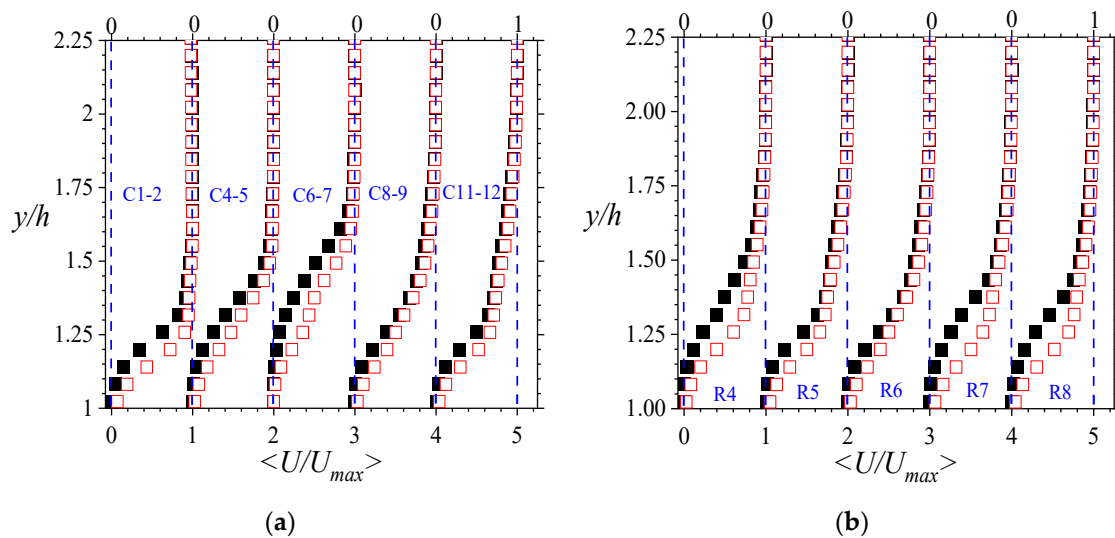 0 0 0 0 0 1
2.25
2
1.75
1.5
1.25
1
y/h
C1-2 C4-5 C6-7 C8-9 C11-12
0 1 2 3 4 5
<U/Umax>
(a)
0 0 0 0 0 1
2.25
2.00
1.75
1.50
1.25
1.00
y/h
R4 R5 R6 R7 R8
0 1 2 3 4 5
<U/Umax>
(b)